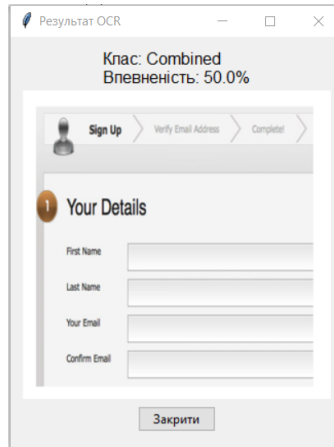 Результат OCR
Клас: Combined
Впевненість: 50.0%
Sign Up Verify Email Address Complete!
1 Your Details
First Name
Last Name
Your Email
Confirm Email
Закрити